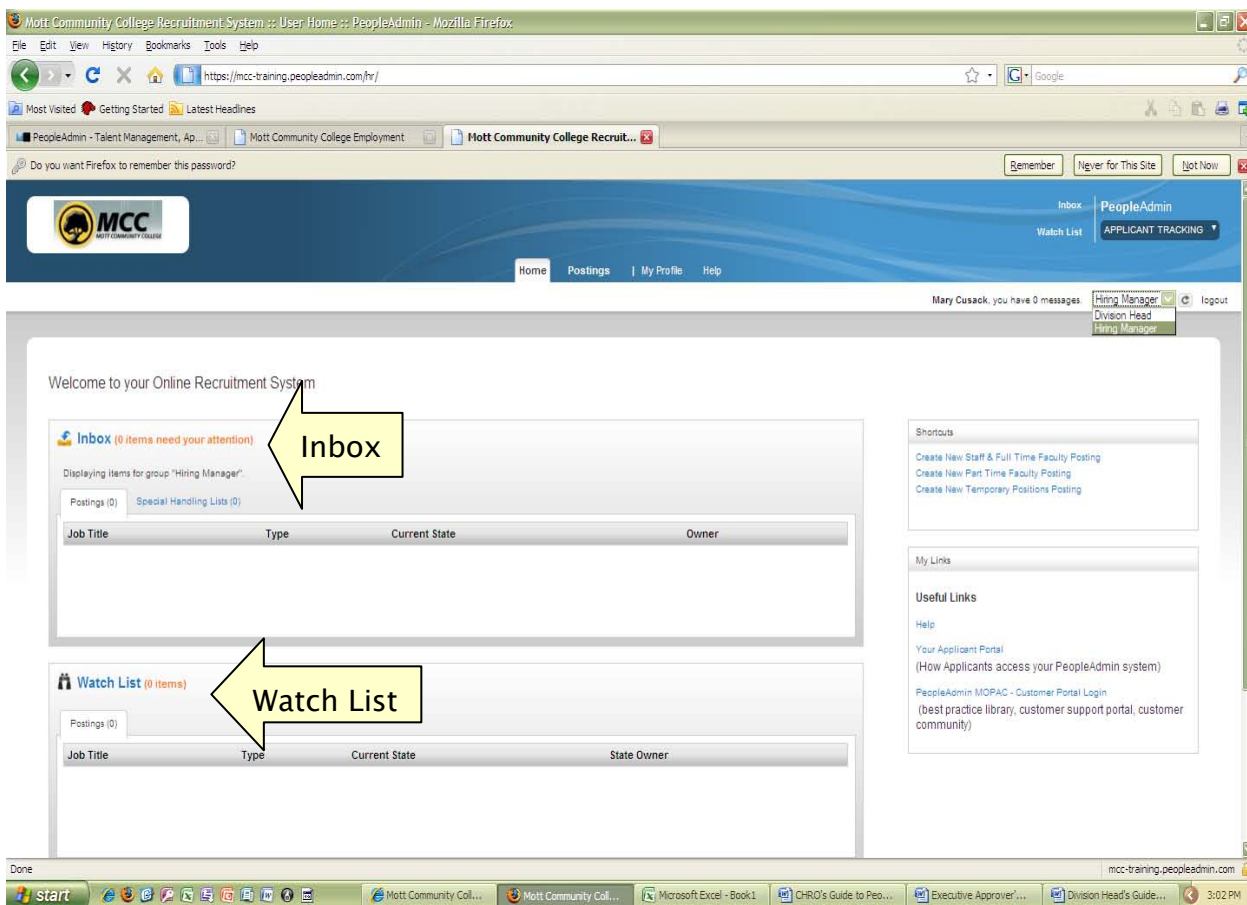 Mott Community College Recruitment System :: User Home :: PeopleAdmin - Mozilla Firefox
File Edit View History Bookmarks Tools Help
https://mcc-training.peopleadmin.com/hr/
G Google
Most Visited Getting Started Latest Headlines
PeopleAdmin - Talent Management, Ap... Mott Community College Employment Mott Community College Recruit...
Do you want Firefox to remember this password? Remember Never for This Site Not Now
MCC
MOTT COMMUNITY COLLEGE
Inbox PeopleAdmin
Watch List APPLICANT TRACKING
Home Postings | My Profile Help
Mary Cusack, you have 0 messages. Hiring Manager logout
Division Head
Hiring Manager
Welcome to your Online Recruitment System
Inbox (0 items need your attention)
Inbox
Displaying items for group "Hiring Manager".
Postings (0) Special Handling Lists (0)
Job Title Type Current State Owner
Shortcuts
Create New Staff & Full Time Faculty Posting
Create New Part Time Faculty Posting
Create New Temporary Positions Posting
My Links
Useful Links
Help
Your Applicant Portal
(How Applicants access your PeopleAdmin system)
PeopleAdmin MOPAC - Customer Portal Login
(best practice library, customer support portal, customer
community)
Watch List (0 items)
Watch List
Postings (0)
Job Title Type Current State State Owner
Done mcc-training.peopleadmin.com
start Mott Community Coll... Mott Community Coll... Microsoft Excel - Book1 CHRO's Guide to Peo... Executive Approver'... Division Head's Guide... 3:02 PM